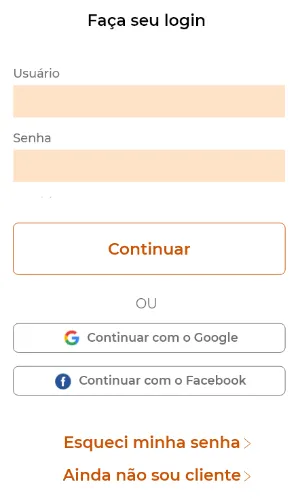 Faça seu login
Usuário
Senha
Continuar
OU
Continuar com o Google
Continuar com o Facebook
Esqueci minha senha
Ainda não sou cliente